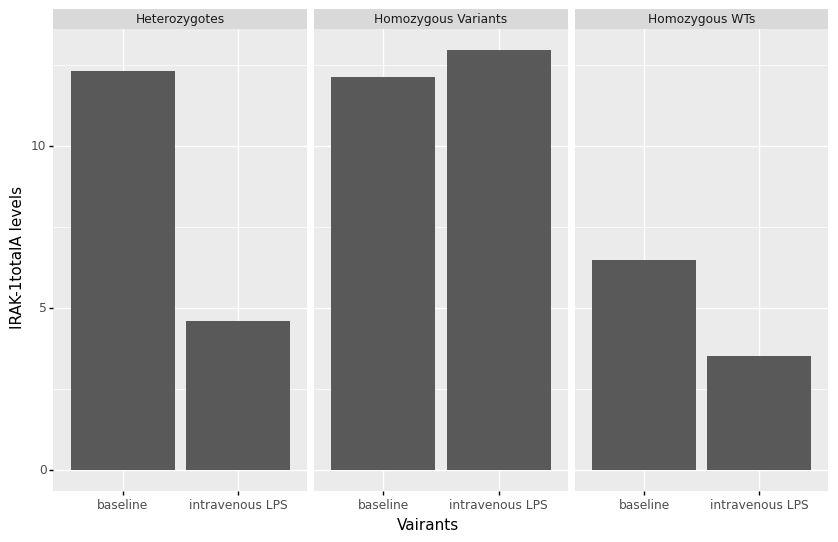 Heterozygotes
Homozygous Variants
Homozygous WTs
IRAK-1totalA levels
10
5
0
baseline
intravenous LPS
baseline
intravenous LPS
baseline
intravenous LPS
Vairants